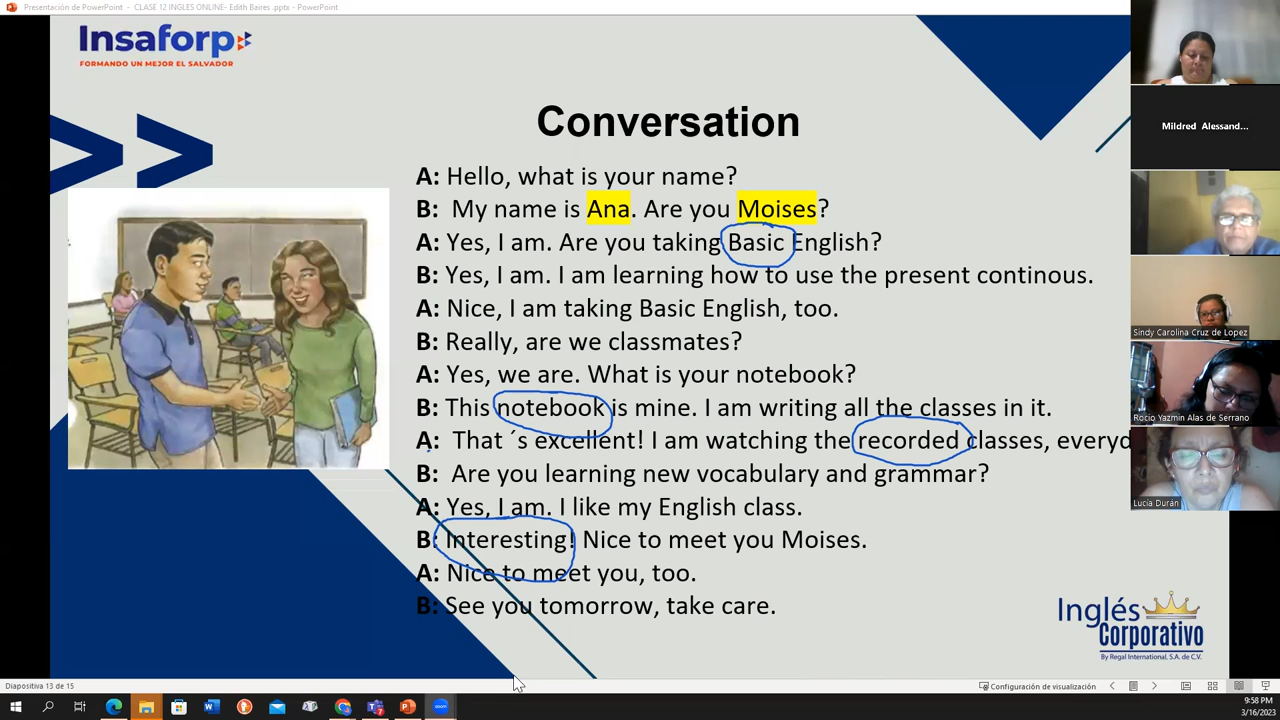 Presentación de PowerPoint - CLASE 12 INGLES ONLINE- Edith Baires .pptx - PowerPoint
Insaforp
FORMANDO UN MEJOR EL SALVADOR
Conversation
A: Hello, what is your name?
B: My name is Ana. Are you Moises?
A: Yes, I am. Are you taking Basic English?
B: Yes, I am. I am learning how to use the present continous.
A: Nice, I am taking Basic English, too.
B: Really, are we classmates?
A: Yes, we are. What is your notebook?
B: This notebook is mine. I am writing all the classes in it.
A: That ´s excellent! I am watching the recorded classes, everyd
B: Are you learning new vocabulary and grammar?
A: Yes, I am. I like my English class.
B: Interesting! Nice to meet you Moises.
A: Nice to meet you, too.
B: See you tomorrow, take care.
Mildred Alessand...
Sindy Carolina Cruz de Lopez
Rocio Yazmin Alas de Serrano
Lucía Durán
Inglés
Corporativo
By Regal International, S.A. de C.V.
Diapositiva 13 de 15
Configuración de visualización
9:58 PM
3/16/2023